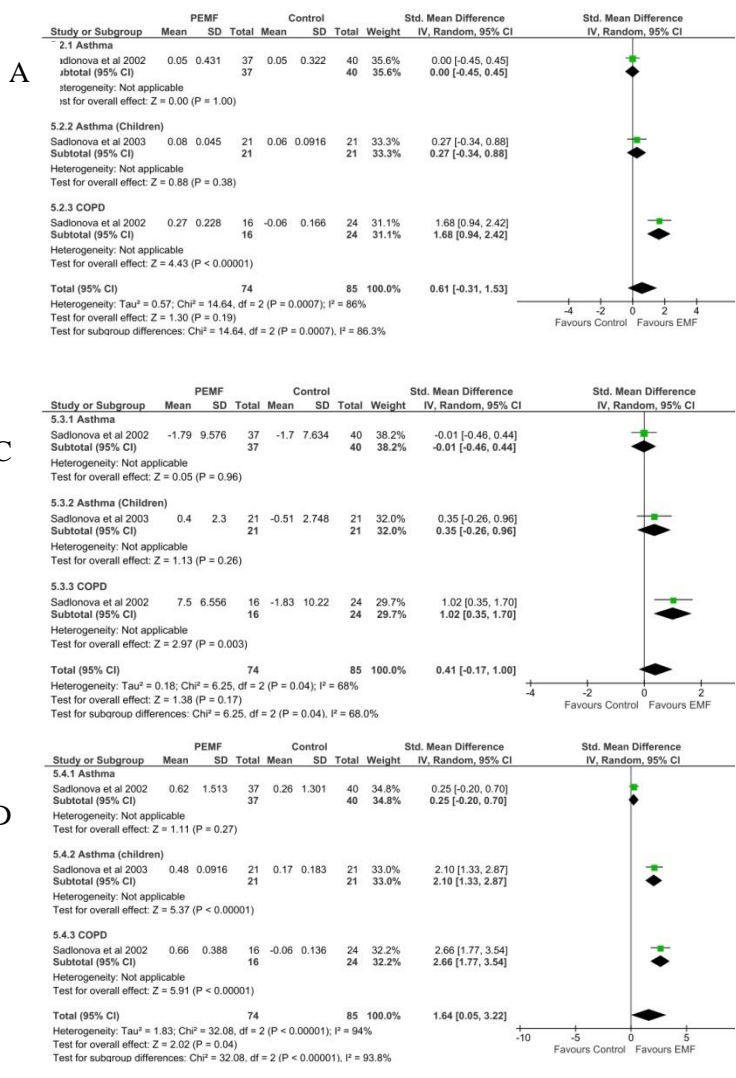 PEMF Control Std. Mean Difference Std. Mean Difference
Study or Subgroup Mean SD Total Mean SD Total Weight IV, Random, 95% CI IV, Random, 95% CI
2.1 Asthma
A
adlonova et al 2002 0.05 0.431 37 0.05 0.322 40 35.6% 0.00 [-0.45, 0.45]
ubtotal (95% CI) 37 40 35.6% 0.00 [-0.45, 0.45]
eterogeneity: Not applicable
est for overall effect: Z = 0.00 (P = 1.00)
5.2.2 Asthma (Children)
Sadlonova et al 2003 0.08 0.045 21 0.06 0.0916 21 33.3% 0.27 [-0.34, 0.88]
Subtotal (95% CI) 21 21 33.3% 0.27 [-0.34, 0.88]
Heterogeneity: Not applicable
Test for overall effect: Z = 0.88 (P = 0.38)
5.2.3 COPD
Sadlonova et al 2002 0.27 0.228 16 -0.06 0.166 24 31.1% 1.68 [0.94, 2.42]
Subtotal (95% CI) 16 24 31.1% 1.68 [0.94, 2.42]
Heterogeneity: Not applicable
Test for overall effect: Z = 4.43 (P < 0.00001)
Total (95% CI) 74 85 100.0% 0.61 [-0.31, 1.53]
Heterogeneity: Tau² = 0.57; Chi² = 14.64, df = 2 (P = 0.0007); I² = 86%
Test for overall effect: Z = 1.30 (P = 0.19)
Test for subgroup differences: Chi² = 14.64, df = 2 (P = 0.0007), I² = 86.3%
-4 -2 0 2 4
Favours Control Favours EMF
PEMF Control Std. Mean Difference Std. Mean Difference
Study or Subgroup Mean SD Total Mean SD Total Weight IV, Random, 95% CI IV, Random, 95% CI
5.3.1 Asthma
C
Sadlonova et al 2002 -1.79 9.576 37 -1.7 7.634 40 38.2% -0.01 [-0.46, 0.44]
Subtotal (95% CI) 37 40 38.2% -0.01 [-0.46, 0.44]
Heterogeneity: Not applicable
Test for overall effect: Z = 0.05 (P = 0.96)
5.3.2 Asthma (Children)
Sadlonova et al 2003 0.4 2.3 21 -0.51 2.748 21 32.0% 0.35 [-0.26, 0.96]
Subtotal (95% CI) 21 21 32.0% 0.35 [-0.26, 0.96]
Heterogeneity: Not applicable
Test for overall effect: Z = 1.13 (P = 0.26)
5.3.3 COPD
Sadlonova et al 2002 7.5 6.556 16 -1.83 10.22 24 29.7% 1.02 [0.35, 1.70]
Subtotal (95% CI) 16 24 29.7% 1.02 [0.35, 1.70]
Heterogeneity: Not applicable
Test for overall effect: Z = 2.97 (P = 0.003)
Total (95% CI) 74 85 100.0% 0.41 [-0.17, 1.00]
Heterogeneity: Tau² = 0.18; Chi² = 6.25, df = 2 (P = 0.04); I² = 68%
Test for overall effect: Z = 1.38 (P = 0.17)
Test for subgroup differences: Chi² = 6.25, df = 2 (P = 0.04), I² = 68.0%
-4 -2 0 2
Favours Control Favours EMF
PEMF Control Std. Mean Difference Std. Mean Difference
Study or Subgroup Mean SD Total Mean SD Total Weight IV, Random, 95% CI IV, Random, 95% CI
5.4.1 Asthma
Sadlonova et al 2002 0.62 1.513 37 0.26 1.301 40 34.8% 0.25 [-0.20, 0.70]
Subtotal (95% CI) 37 40 34.8% 0.25 [-0.20, 0.70]
D
Heterogeneity: Not applicable
Test for overall effect: Z = 1.11 (P = 0.27)
5.4.2 Asthma (children)
Sadlonova et al 2003 0.48 0.0916 21 0.17 0.183 21 33.0% 2.10 [1.33, 2.87]
Subtotal (95% CI) 21 21 33.0% 2.10 [1.33, 2.87]
Heterogeneity: Not applicable
Test for overall effect: Z = 5.37 (P < 0.00001)
5.4.3 COPD
Sadlonova et al 2002 0.66 0.388 16 -0.06 0.136 24 32.2% 2.66 [1.77, 3.54]
Subtotal (95% CI) 16 24 32.2% 2.66 [1.77, 3.54]
Heterogeneity: Not applicable
Test for overall effect: Z = 5.91 (P < 0.00001)
Total (95% CI) 74 85 100.0% 1.64 [0.05, 3.22]
Heterogeneity: Tau² = 1.83; Chi² = 32.08, df = 2 (P < 0.00001); I² = 94%
Test for overall effect: Z = 2.02 (P = 0.04)
Test for subgroup differences: Chi² = 32.08, df = 2 (P < 0.00001), I² = 93.8%
-10 -5 0 5
Favours Control Favours EMF